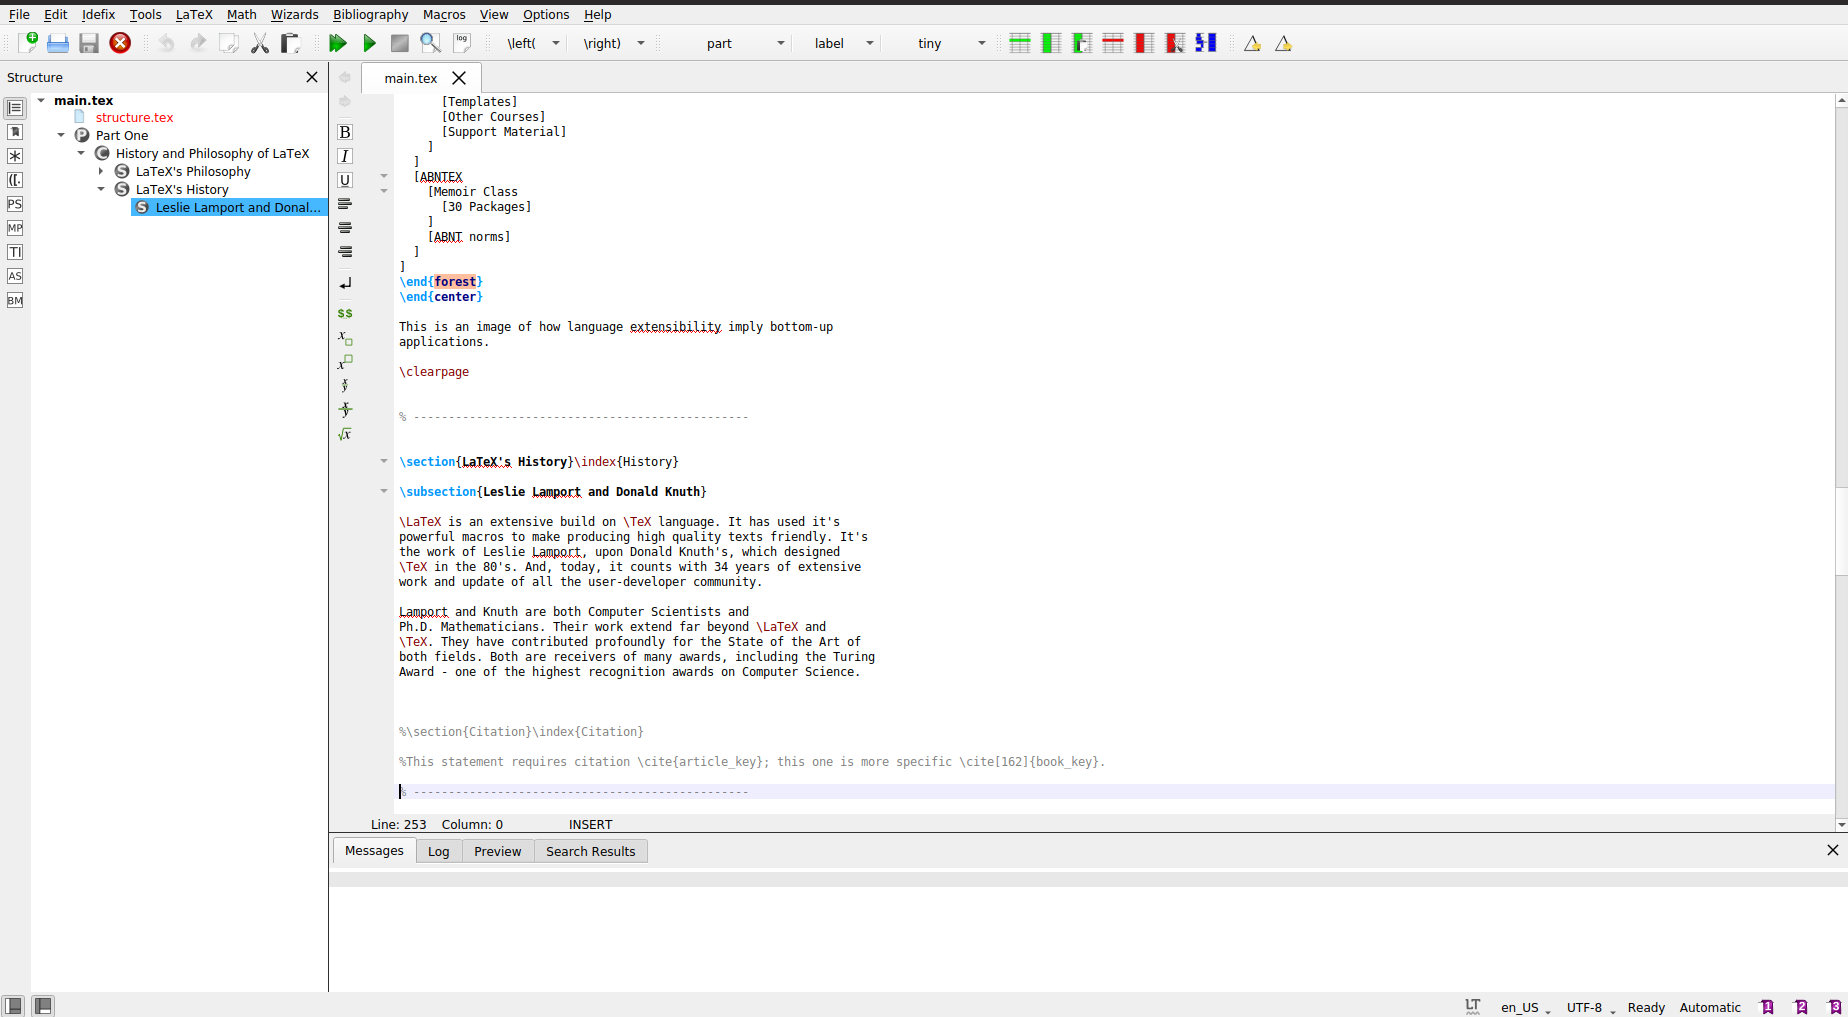 File Edit Idefix Tools LaTeX Math Wizards Bibliography Macros View Options Help
log \left( \right) part label tiny
Structure
main.tex
structure.tex
Part One
History and Philosophy of LaTeX
LaTeX's Philosophy
LaTeX's History
Leslie Lamport and Donal...
([.
PS
MP
TI
AS
BM
B
I
U
$$
main.tex
[Templates]
[Other Courses]
[Support Material]
]
]
[ABNTEX
[Memoir Class
[30 Packages]
]
[ABNT norms]
]
]
\end{forest}
\end{center}
This is an image of how language extensibility imply bottom-up
applications.
\clearpage
% ------------------------------------------------
\section{LaTeX's History}\index{History}
\subsection{Leslie Lamport and Donald Knuth}
\LaTeX is an extensive build on \TeX language. It has used it's
powerful macros to make producing high quality texts friendly. It's
the work of Leslie Lamport, upon Donald Knuth's, which designed
\TeX in the 80's. And, today, it counts with 34 years of extensive
work and update of all the user-developer community.
Lamport and Knuth are both Computer Scientists and
Ph.D. Mathematicians. Their work extend far beyond \LaTeX and
\TeX. They have contributed profoundly for the State of the Art of
both fields. Both are receivers of many awards, including the Turing
Award - one of the highest recognition awards on Computer Science.
%\section{Citation}\index{Citation}
%This statement requires citation \cite{article_key}; this one is more specific \cite[162]{book_key}.
% ------------------------------------------------
Line: 253 Column: 0 INSERT
Messages Log Preview Search Results
LT en_US UTF-8 Ready Automatic 1 2 3